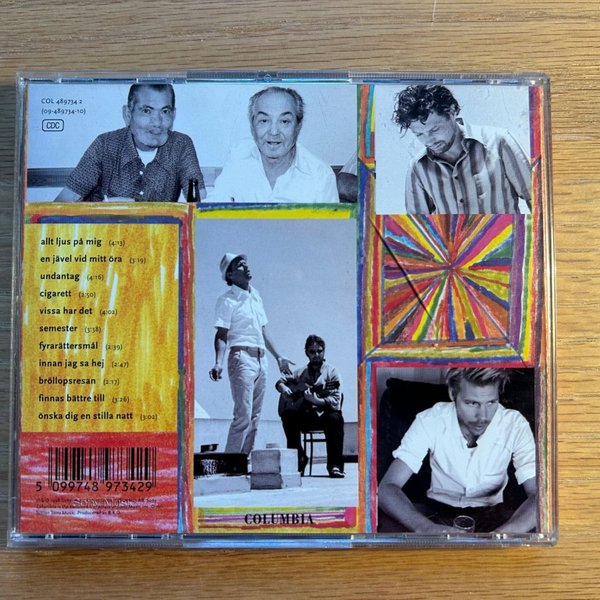 COL 489734 2
(09-489734-10)
CDC
allt ljus på mig (4:13)
en jävel vid mitt öra (3:19)
undantag (4:16)
cigarett (2:50)
vissa har det (4:02)
semester (3:38)
fyrarättersmål (2:39)
innan jag sa hej (2:47)
bröllopsresan (2:17)
finnas bättre till (3:26)
önska dig en stilla natt (3:02)
5 099748 973429
COLUMBIA